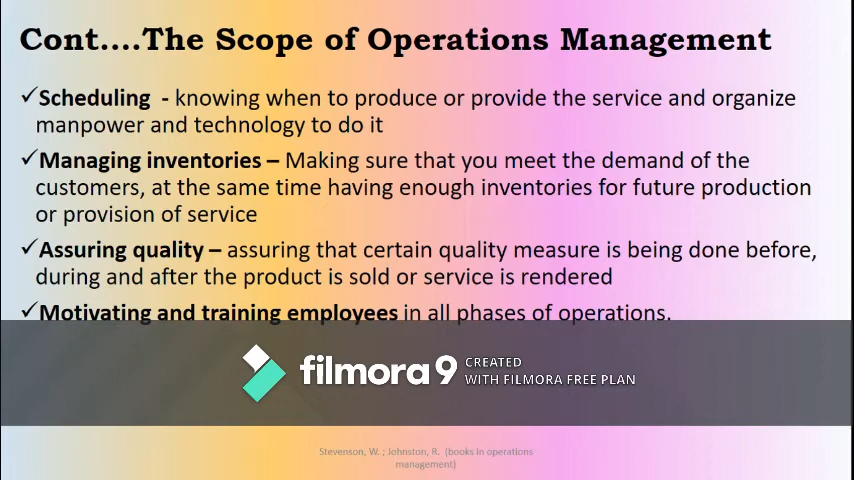 Cont....The Scope of Operations Management
✓Scheduling - knowing when to produce or provide the service and organize
manpower and technology to do it
✓Managing inventories – Making sure that you meet the demand of the
customers, at the same time having enough inventories for future production
or provision of service
✓Assuring quality – assuring that certain quality measure is being done before,
during and after the product is sold or service is rendered
✓Motivating and training employees in all phases of operations.
filmora9 CREATED
WITH FILMORA FREE PLAN
Stevenson, W. ; Johnston, R. (books in operations
management)